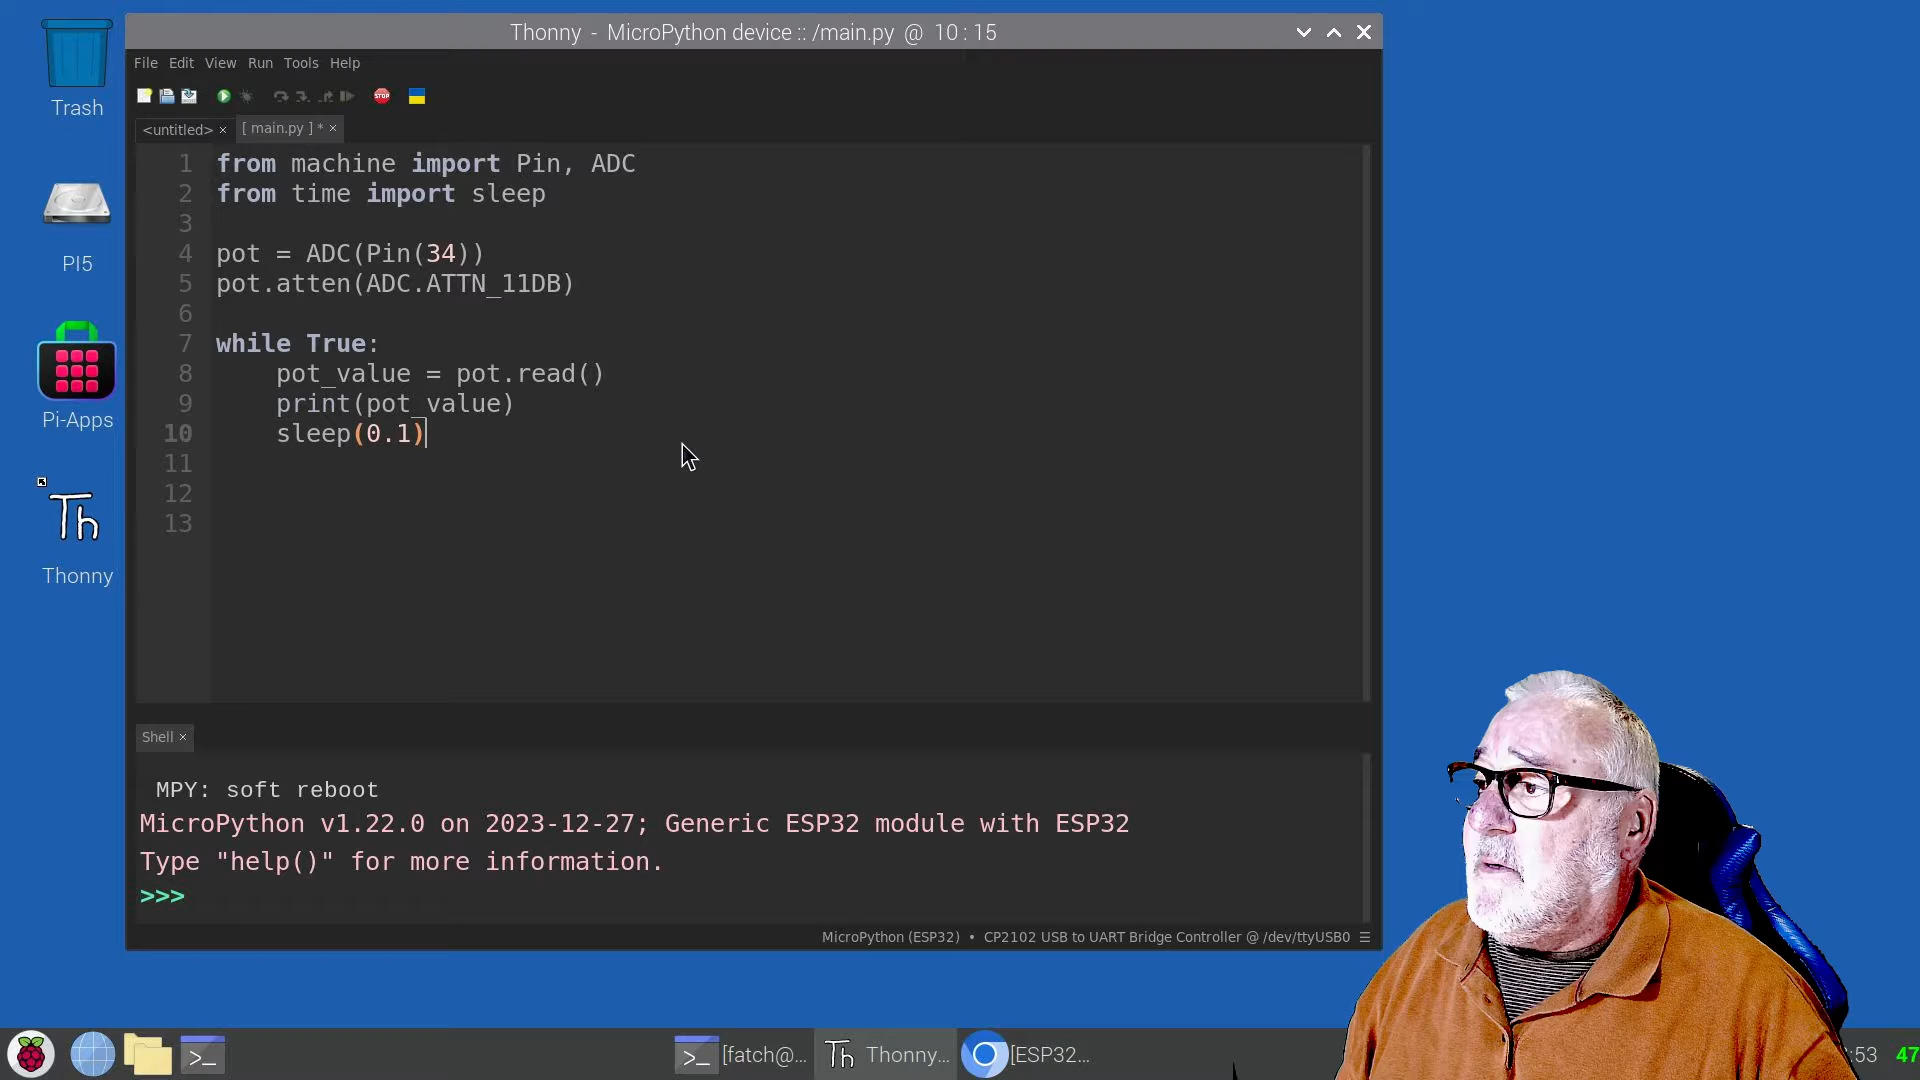 Thonny - MicroPython device :: /main.py @ 10 : 15
File Edit View Run Tools Help
STOP
<untitled> × [ main.py ] * ×
1 from machine import Pin, ADC
2 from time import sleep
3
4 pot = ADC(Pin(34))
5 pot.atten(ADC.ATTN_11DB)
6
7 while True:
8     pot_value = pot.read()
9     print(pot_value)
10     sleep(0.1)
11
12
13
Shell ×
MPY: soft reboot
MicroPython v1.22.0 on 2023-12-27; Generic ESP32 module with ESP32
Type "help()" for more information.
>>>
MicroPython (ESP32) • CP2102 USB to UART Bridge Controller @ /dev/ttyUSB0 ☰
Trash
PI5
Pi-Apps
Th
Thonny
>_
>_ [fatch@...
Th Thonny...
[ESP32...
:53 47